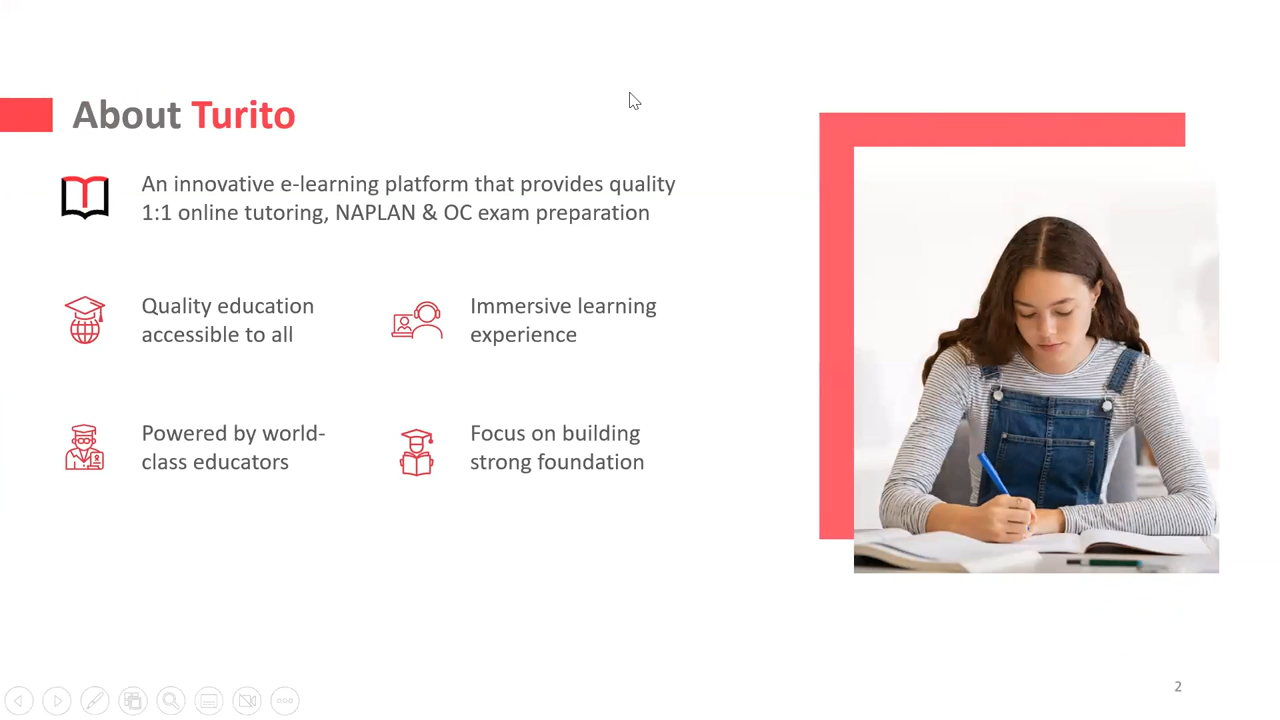 About Turito
An innovative e-learning platform that provides quality
1:1 online tutoring, NAPLAN & OC exam preparation
Quality education
accessible to all
Immersive learning
experience
Powered by world-
class educators
Focus on building
strong foundation
2